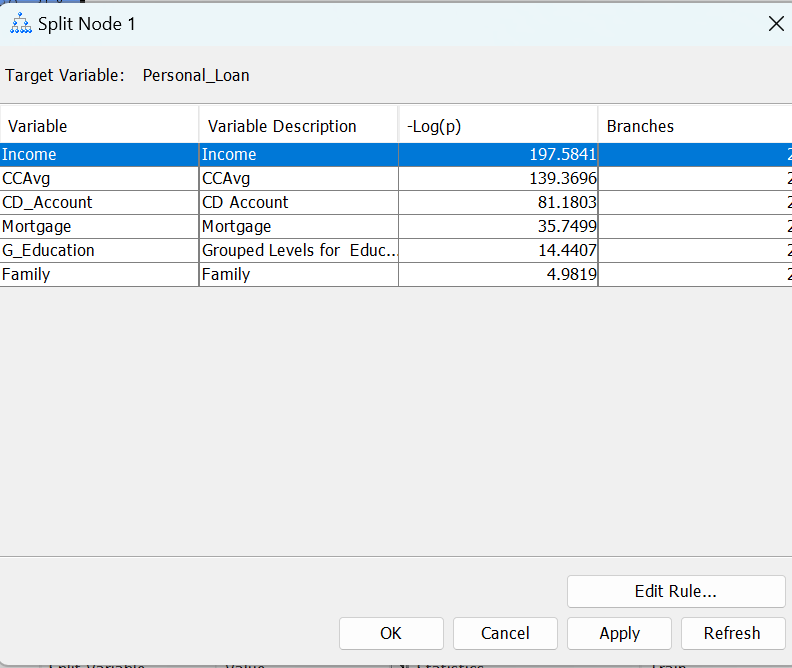 Split Node 1
Target Variable: Personal_Loan
Variable Variable Description -Log(p) Branches
Income Income 197.5841 2
CCAvg CCAvg 139.3696 2
CD_Account CD Account 81.1803 2
Mortgage Mortgage 35.7499 2
G_Education Grouped Levels for Educ... 14.4407 2
Family Family 4.9819 2
Edit Rule...
OK Cancel Apply Refresh